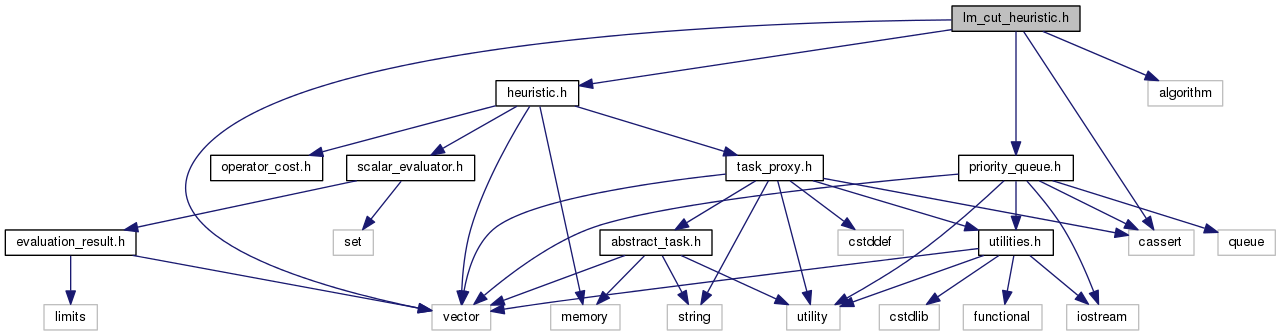 lm_cut_heuristic.h
heuristic.h
algorithm
operator_cost.h
scalar_evaluator.h
task_proxy.h
priority_queue.h
evaluation_result.h
set
abstract_task.h
cstddef
utilities.h
cassert
queue
limits
vector
memory
string
utility
cstdlib
functional
iostream